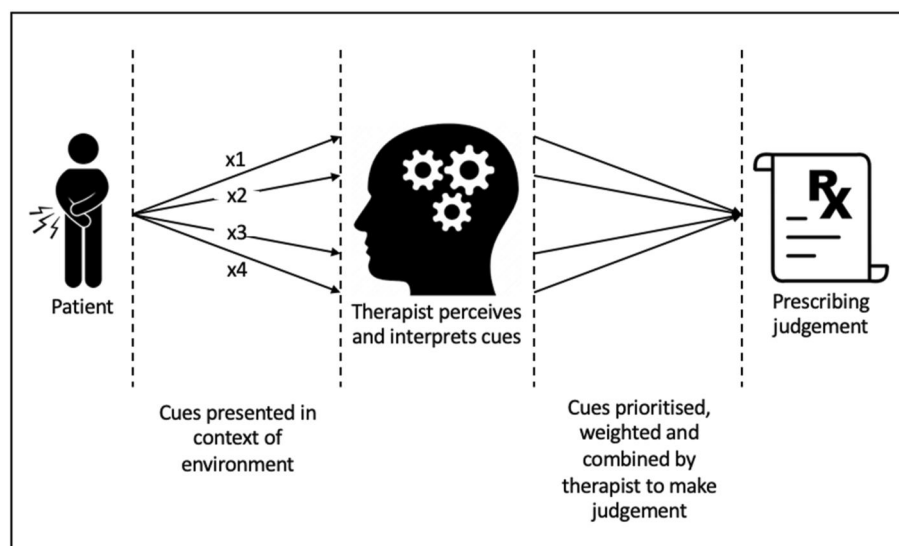 x1
x2
x3
x4
Patient
Therapist perceives
and interprets cues
Rx
Prescribing
judgement
Cues presented in
context of
environment
Cues prioritised,
weighted and
combined by
therapist to make
judgement